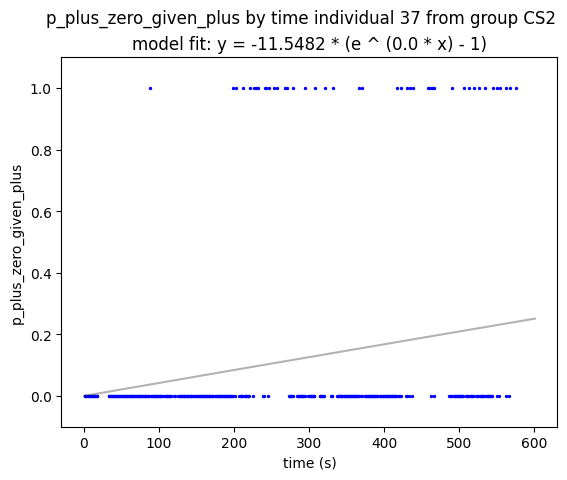 p_plus_zero_given_plus by time individual 37 from group CS2
model fit: y = -11.5482 * (e ^ (0.0 * x) - 1)
1.0
0.8
0.6
0.4
0.2
0.0
p_plus_zero_given_plus
0 100 200 300 400 500 600
time (s)